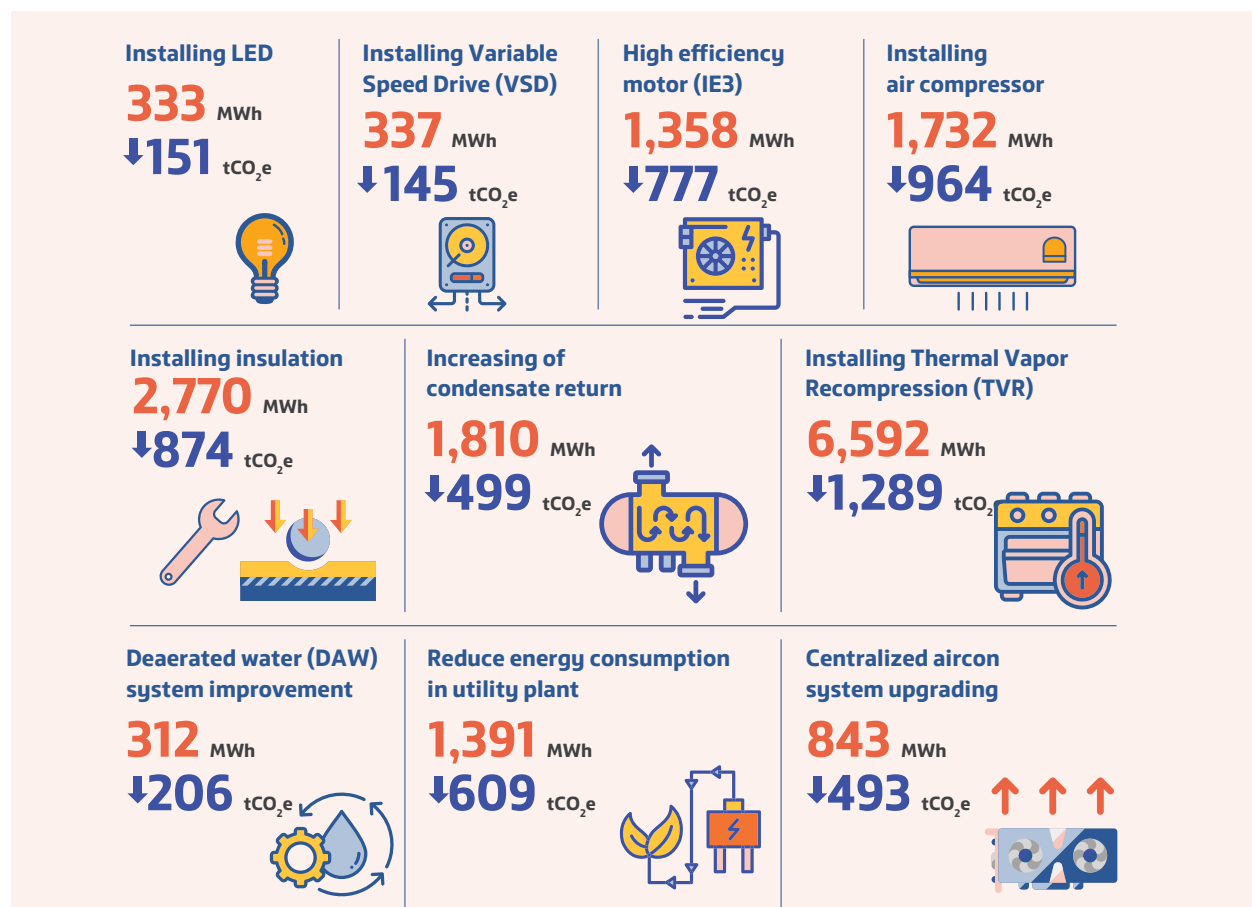 Installing LED
333 MWh
151 tCO2e
Installing Variable
Speed Drive (VSD)
337 MWh
145 tCO2e
High efficiency
motor (IE3)
1,358 MWh
777 tCO2e
Installing
air compressor
1,732 MWh
964 tCO2e
Installing insulation
2,770 MWh
874 tCO2e
Increasing of
condensate return
1,810 MWh
499 tCO2e
Installing Thermal Vapor
Recompression (TVR)
6,592 MWh
1,289 tCO2
Deaerated water (DAW)
system improvement
312 MWh
206 tCO2e
Reduce energy consumption
in utility plant
1,391 MWh
609 tCO2e
Centralized aircon
system upgrading
843 MWh
493 tCO2e